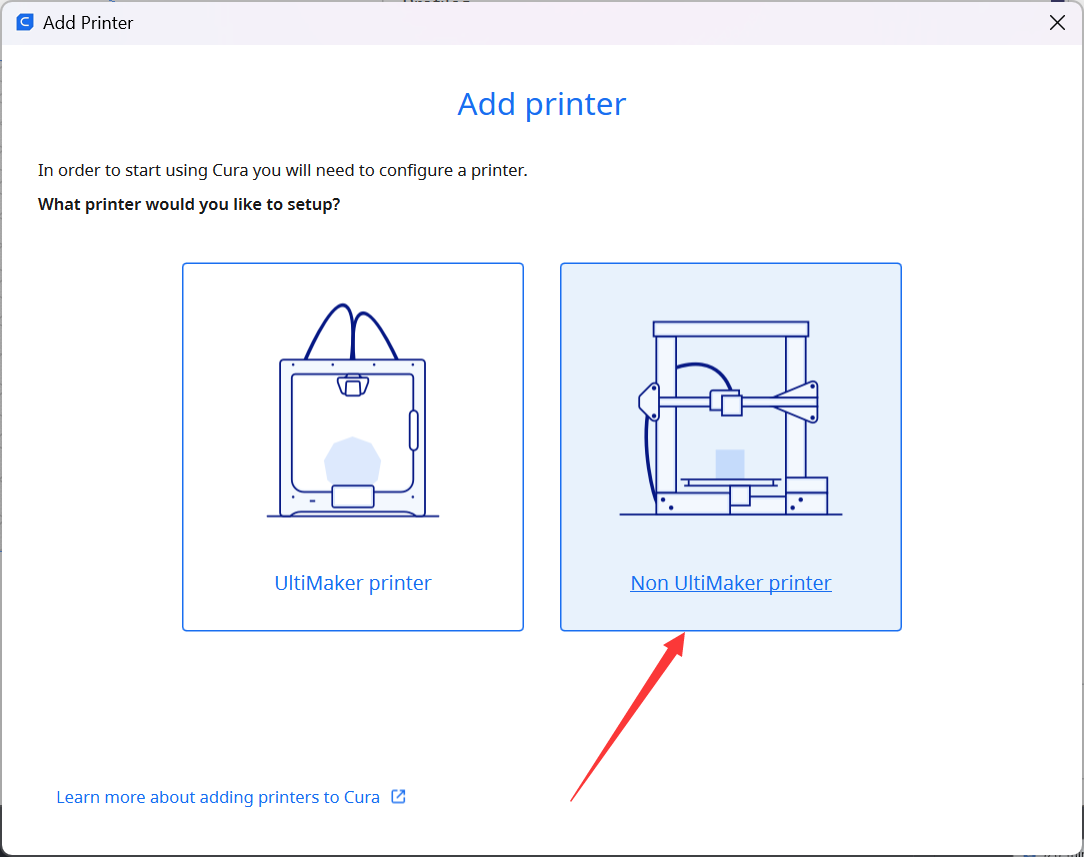 Add Printer
Add printer
In order to start using Cura you will need to configure a printer.
What printer would you like to setup?
UltiMaker printer
Non UltiMaker printer
Learn more about adding printers to Cura